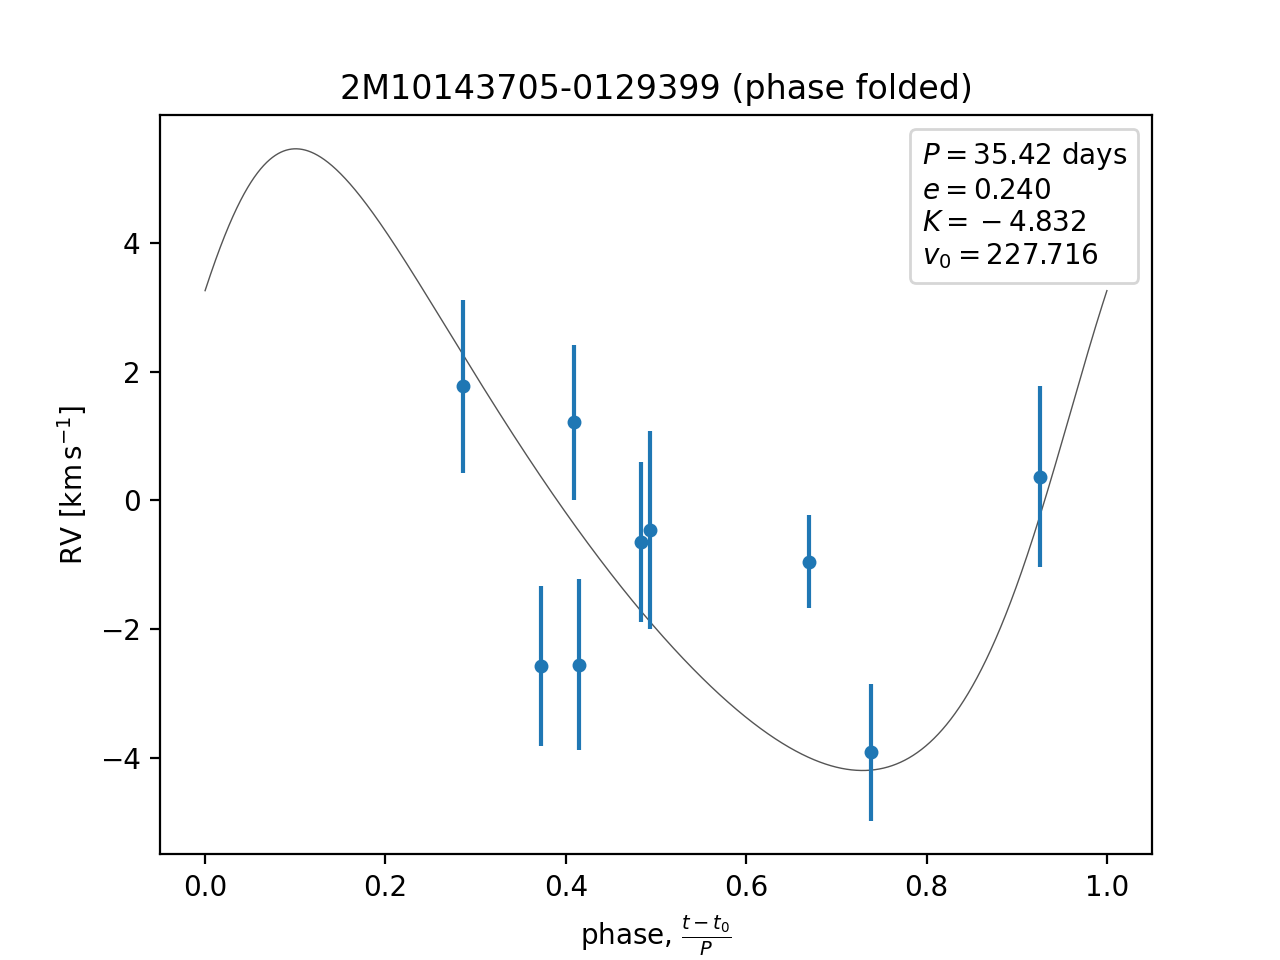 2M10143705-0129399 (phase folded)
P = 35.42 days
e = 0.240
K = −4.832
v₀ = 227.716
RV [km s⁻¹]
4
2
0
−2
−4
0.0 0.2 0.4 0.6 0.8 1.0
phase, (t − t₀)/P